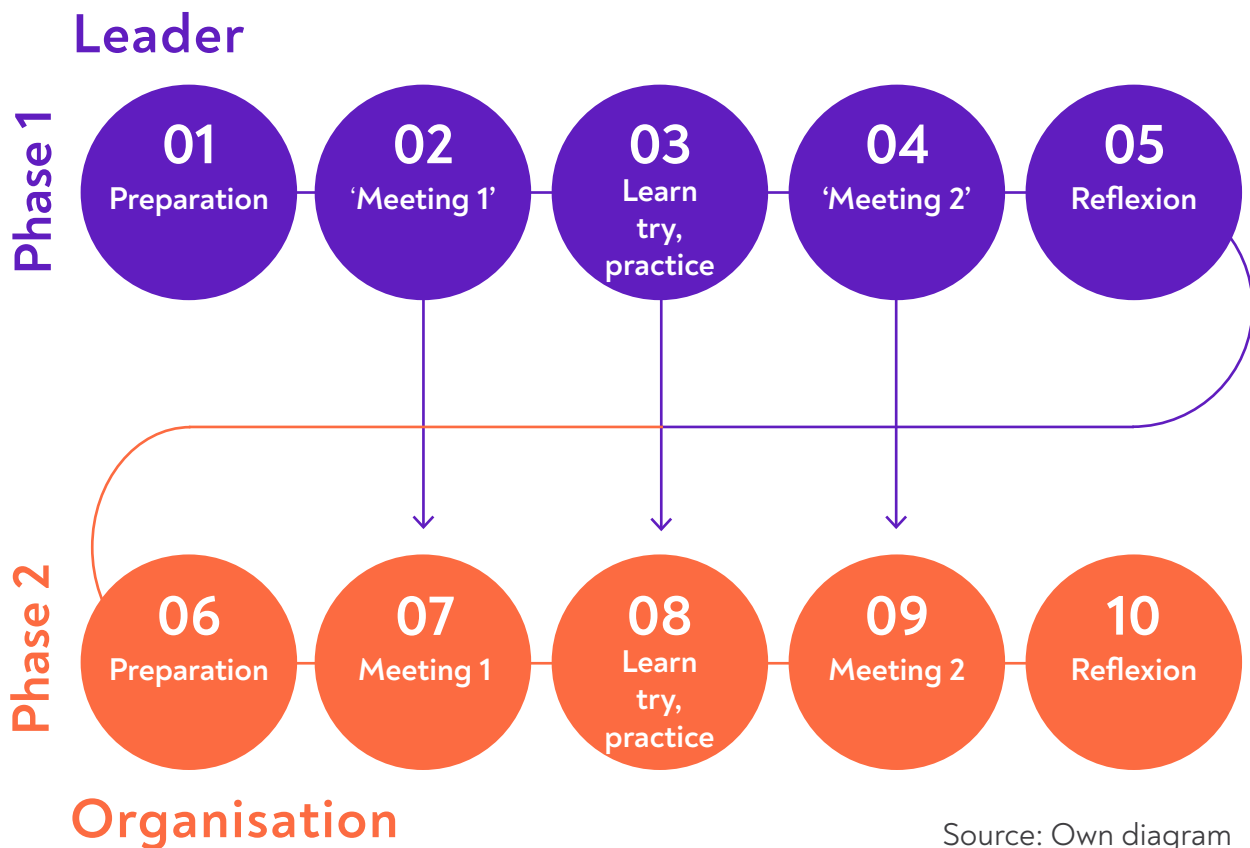 Leader
Phase 1
01
Preparation
02
‘Meeting 1’
03
Learn
try,
practice
04
‘Meeting 2’
05
Reflexion
Phase 2
06
Preparation
07
Meeting 1
08
Learn
try,
practice
09
Meeting 2
10
Reflexion
Organisation
Source: Own diagram